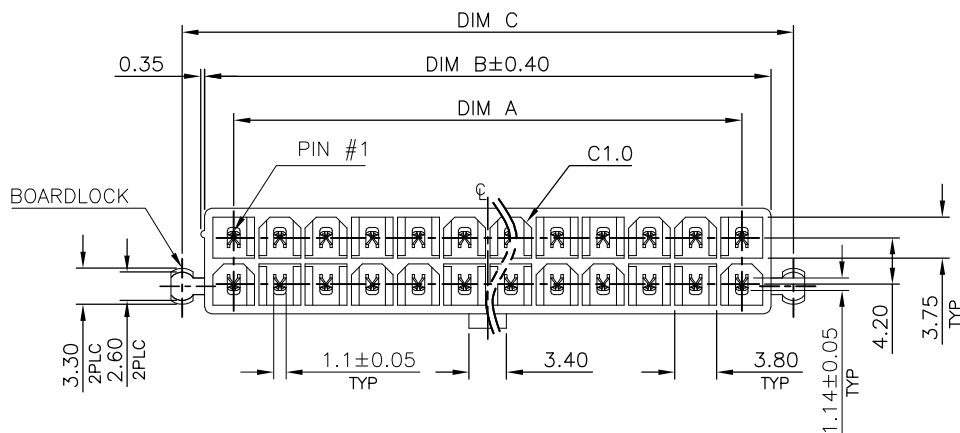 DIM C
0.35
DIM B±0.40
DIM A
PIN #1
C1.0
℄
BOARDLOCK
3.30
2PLC
2.60
2PLC
1.1±0.05
TYP
3.40
3.80
TYP
1.14±0.05
TYP
4.20
3.75
TYP